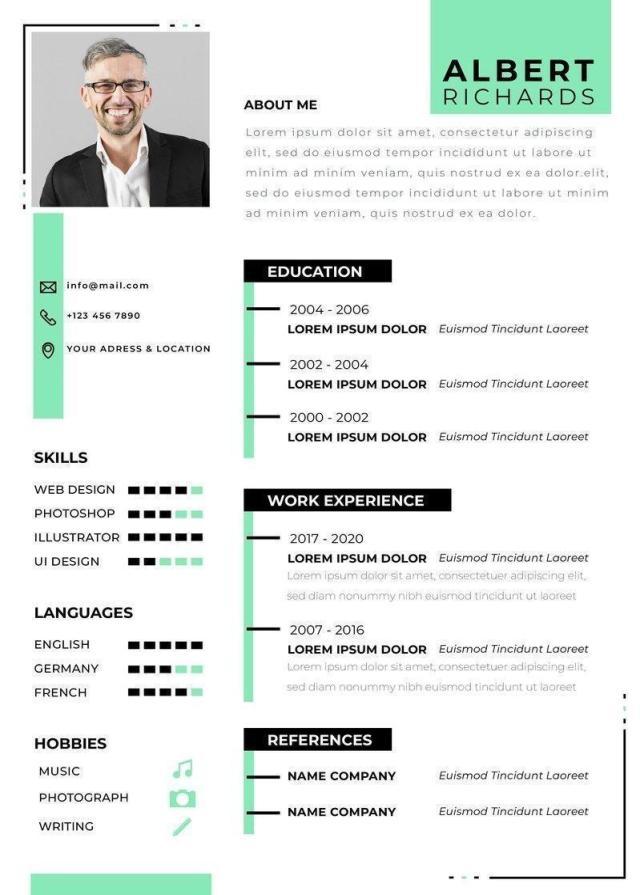 ALBERT
RICHARDS
ABOUT ME
Lorem ipsum dolor sit amet, consectetur adipiscing
elit, sed do eiusmod tempor incididunt ut labore ut
minim ad minim veniam, quis nostrud ex ea dolor.elit,
sed do eiusmod tempor incididunt ut labore ut minim
ad minim veniam, quis nostrud ex ea dolor.
info@mail.com
+123 456 7890
YOUR ADRESS & LOCATION
SKILLS
WEB DESIGN
PHOTOSHOP
ILLUSTRATOR
UI DESIGN
LANGUAGES
ENGLISH
GERMANY
FRENCH
HOBBIES
MUSIC
PHOTOGRAPH
WRITING
EDUCATION
2004 - 2006
LOREM IPSUM DOLOR Euismod Tincidunt Laoreet
2002 - 2004
LOREM IPSUM DOLOR Euismod Tincidunt Laoreet
2000 - 2002
LOREM IPSUM DOLOR Euismod Tincidunt Laoreet
WORK EXPERIENCE
2017 - 2020
LOREM IPSUM DOLOR Euismod Tincidunt Laoreet
Lorem ipsum dolor sit amet, consectetuer adipiscing elit,
sed diam nonummy nibh euismod tincidunt ut laoreet
2007 - 2016
LOREM IPSUM DOLOR Euismod Tincidunt Laoreet
Lorem ipsum dolor sit amet, consectetuer adipiscing elit,
sed diam nonummy nibh euismod tincidunt ut laoreet
REFERENCES
NAME COMPANY Euismod Tincidunt Laoreet
NAME COMPANY Euismod Tincidunt Laoreet